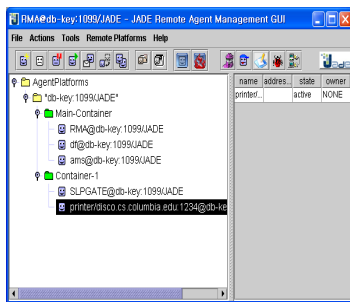 RMA@db-key:1099/JADE - JADE Remote Agent Management GUI
File Actions Tools Remote Platforms Help
AgentPlatforms
"db-key:1099/JADE"
Main-Container
RMA@db-key:1099/JADE
df@db-key:1099/JADE
ams@db-key:1099/JADE
Container-1
SLPGATE@db-key:1099/JADE
printer/disco.cs.columbia.edu:1234@db-ke
name addres... state owner
printer/... active NONE